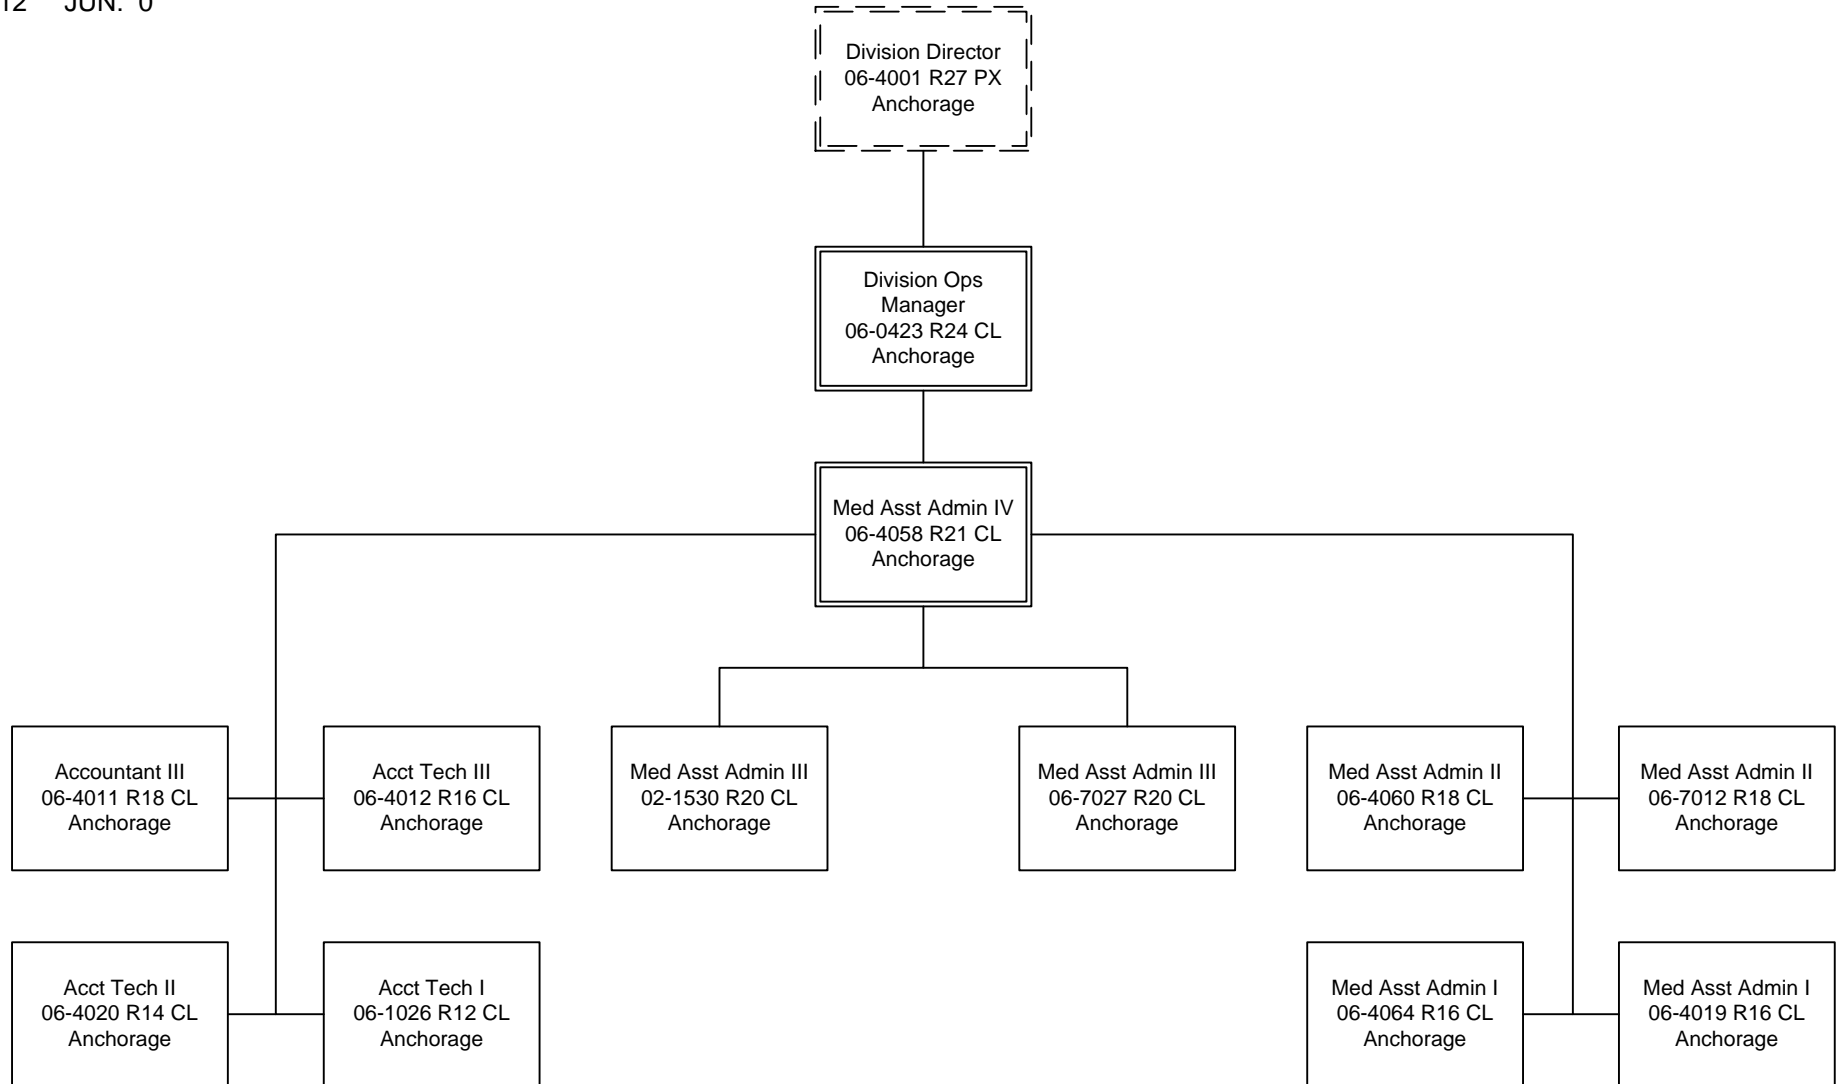 12 JUN: 0
Division Director
06-4001 R27 PX
Anchorage
Division Ops
Manager
06-0423 R24 CL
Anchorage
Med Asst Admin IV
06-4058 R21 CL
Anchorage
Accountant III
06-4011 R18 CL
Anchorage
Acct Tech III
06-4012 R16 CL
Anchorage
Med Asst Admin III
02-1530 R20 CL
Anchorage
Med Asst Admin III
06-7027 R20 CL
Anchorage
Med Asst Admin II
06-4060 R18 CL
Anchorage
Med Asst Admin II
06-7012 R18 CL
Anchorage
Acct Tech II
06-4020 R14 CL
Anchorage
Acct Tech I
06-1026 R12 CL
Anchorage
Med Asst Admin I
06-4064 R16 CL
Anchorage
Med Asst Admin I
06-4019 R16 CL
Anchorage